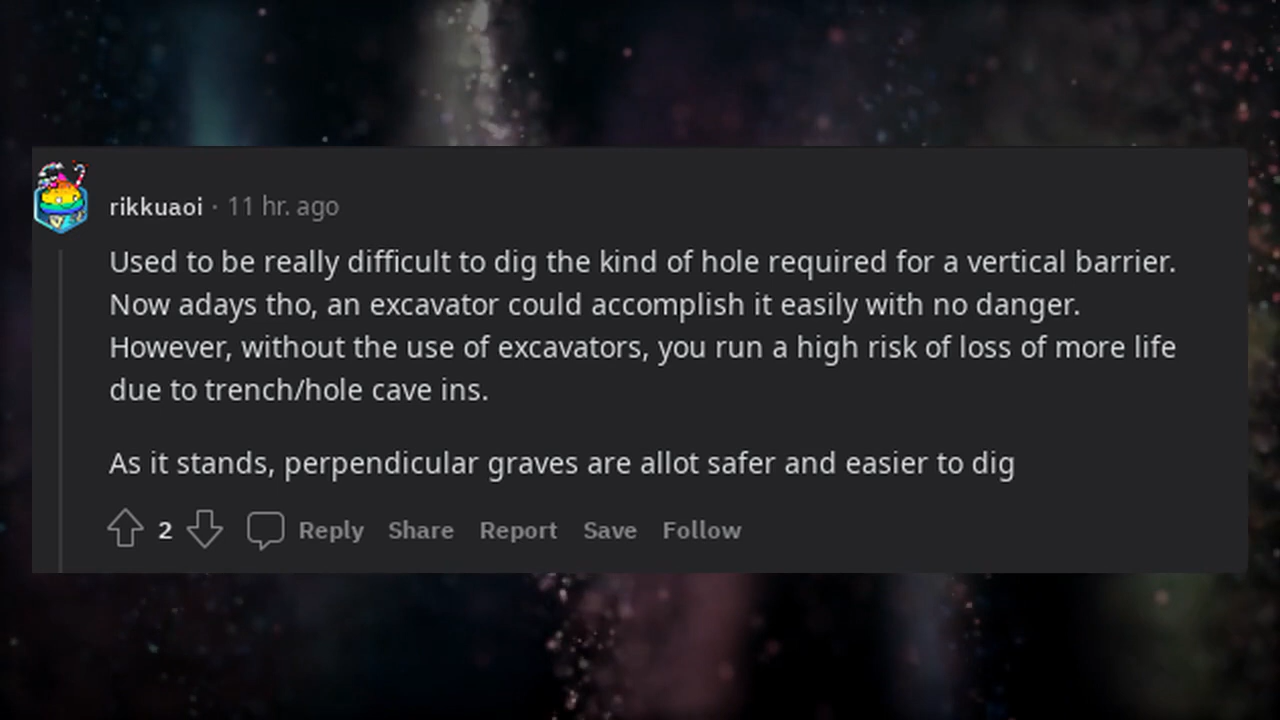 rikkuaoi · 11 hr. ago
Used to be really difficult to dig the kind of hole required for a vertical barrier.
Now adays tho, an excavator could accomplish it easily with no danger.
However, without the use of excavators, you run a high risk of loss of more life
due to trench/hole cave ins.
As it stands, perpendicular graves are allot safer and easier to dig
2 Reply Share Report Save Follow